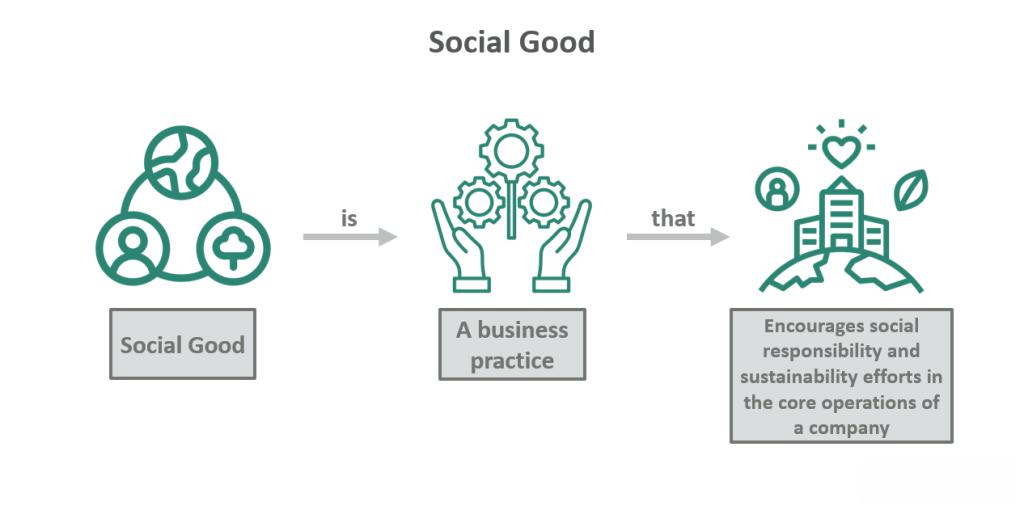 Social Good
is
that
Social Good
A business
practice
Encourages social
responsibility and
sustainability efforts in
the core operations of
a company